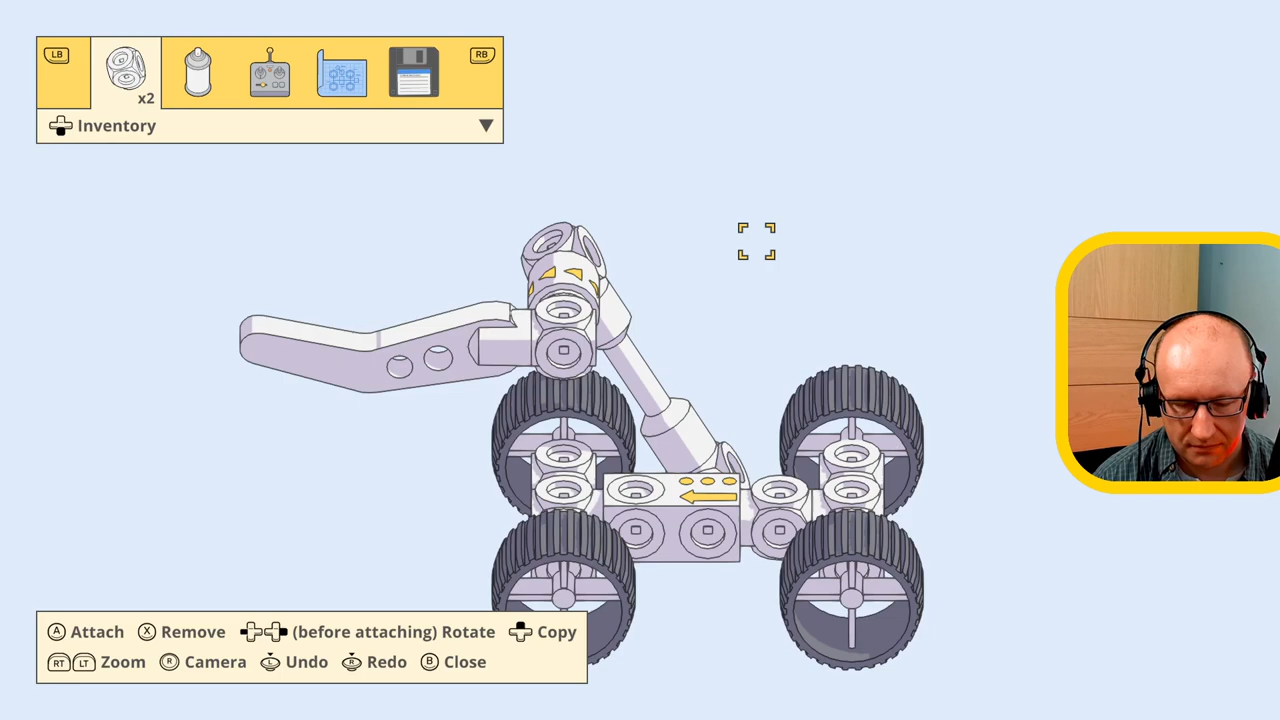 LB
RB
x2
Inventory
A Attach X Remove (before attaching) Rotate Copy
RT LT Zoom R Camera L Undo R Redo B Close